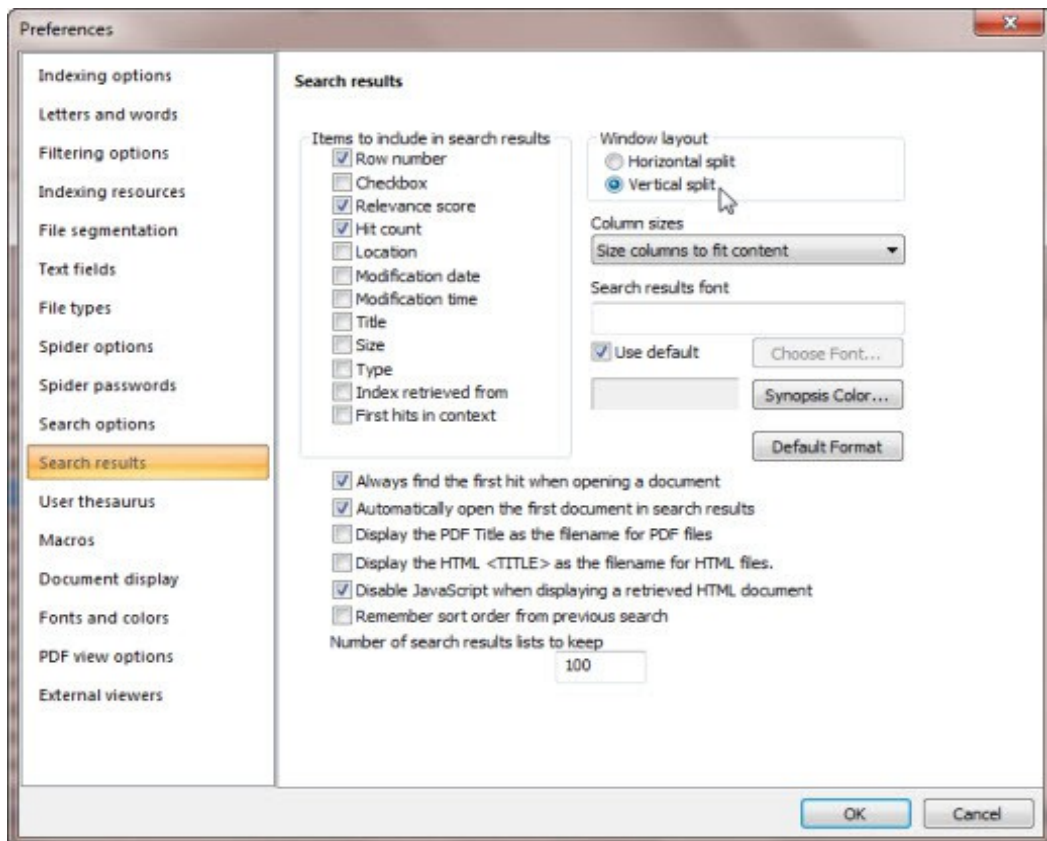 Preferences
Indexing options
Letters and words
Filtering options
Indexing resources
File segmentation
Text fields
File types
Spider options
Spider passwords
Search options
Search results
User thesaurus
Macros
Document display
Fonts and colors
PDF view options
External viewers
Search results
Items to include in search results
Row number
Checkbox
Relevance score
Hit count
Location
Modification date
Modification time
Title
Size
Type
Index retrieved from
First hits in context
Window layout
Horizontal split
Vertical split
Column sizes
Size columns to fit content
Search results font
Use default
Choose Font...
Synopsis Color...
Default Format
Always find the first hit when opening a document
Automatically open the first document in search results
Display the PDF Title as the filename for PDF files
Display the HTML <TITLE> as the filename for HTML files.
Disable JavaScript when displaying a retrieved HTML document
Remember sort order from previous search
Number of search results lists to keep
100
OK
Cancel